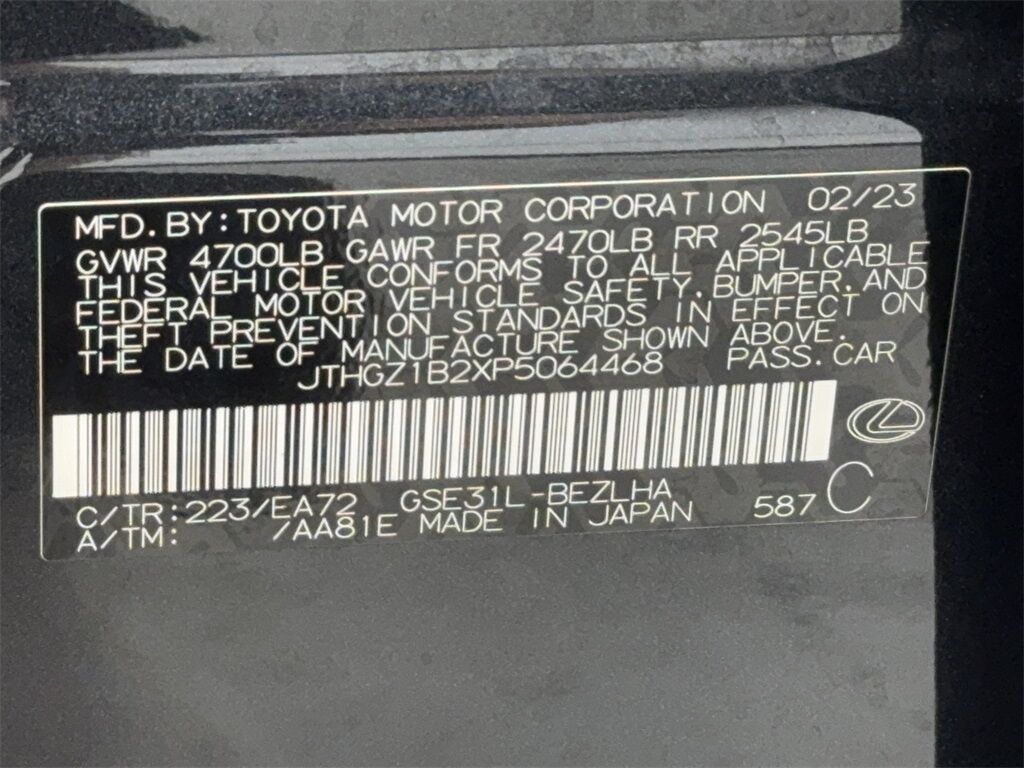 MFD. BY: TOYOTA MOTOR CORPORATION 02/23
GVWR 4700LB GAWR FR 2470LB RR 2545LB
THIS VEHICLE CONFORMS TO ALL APPLICABLE
FEDERAL MOTOR VEHICLE SAFETY, BUMPER, AND
THEFT PREVENTION STANDARDS IN EFFECT ON
THE DATE OF MANUFACTURE SHOWN ABOVE.
JTHGZ1B2XP5064468 PASS. CAR
C/TR: 223/EA72 GSE31L-BEZLHA
A/TM: /AA81E MADE IN JAPAN 587 C